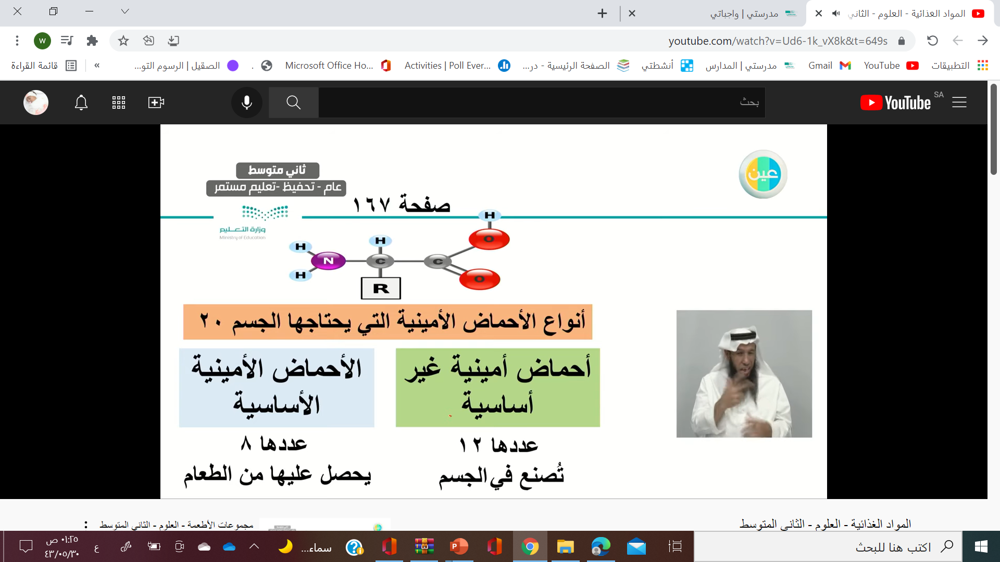 المواد الغذائية - العلوم - الثاني
مدرستي | واجباتي
youtube.com/watch?v=Ud6-1k_vX8k&t=649s
W
التطبيقات
YouTube
Gmail
مدرستي | المدارس
أنشطتي
الصفحة الرئيسية - در...
Activities | Poll Ever...
Microsoft Office Ho...
.
الصقيل | الرسوم التو...
»
قائمة القراءة
YouTube SA
بحث
عين
ثاني متوسط
عام - تحفيظ -تعليم مستمر
صفحة ١٦٧
وزارة التعـــليم
Ministry of Education
H
H
H
O
N
C
C
H
O
R
أنواع الأحماض الأمينية التي يحتاجها الجسم ٢٠
أحماض أمينية غير
أساسية
عددها ١٢
تُصنع في الجسم
الأحماض الأمينية
الأساسية
عددها ٨
يحصل عليها من الطعام
المواد الغذائية - العلوم - الثاني المتوسط
مجموعات الأطعمة - العلوم - الثاني المتوسط
اكتب هنا للبحث
سماء...
ع
٠١:٢٥ ص
٤٣/٠٥/٣٠